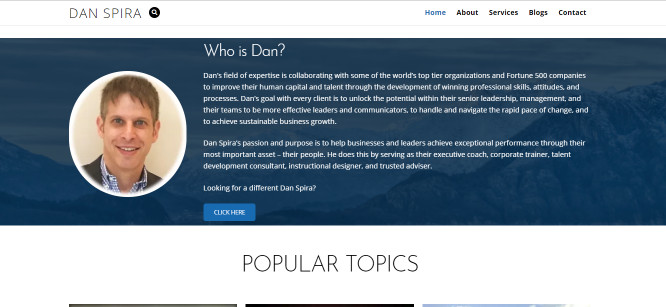 DAN SPIRA
Home About Services Blogs Contact
Who is Dan?
Dan's field of expertise is collaborating with some of the world's top tier organizations and Fortune 500 companies
to improve their human capital and talent through the development of winning professional skills, attitudes, and
processes. Dan's goal with every client is to unlock the potential within their senior leadership, management, and
their teams to be more effective leaders and communicators, to handle and navigate the rapid pace of change, and
to achieve sustainable business growth.
Dan Spira's passion and purpose is to help businesses and leaders achieve exceptional performance through their
most important asset – their people. He does this by serving as their executive coach, corporate trainer, talent
development consultant, instructional designer, and trusted adviser.
Looking for a different Dan Spira?
CLICK HERE
POPULAR TOPICS